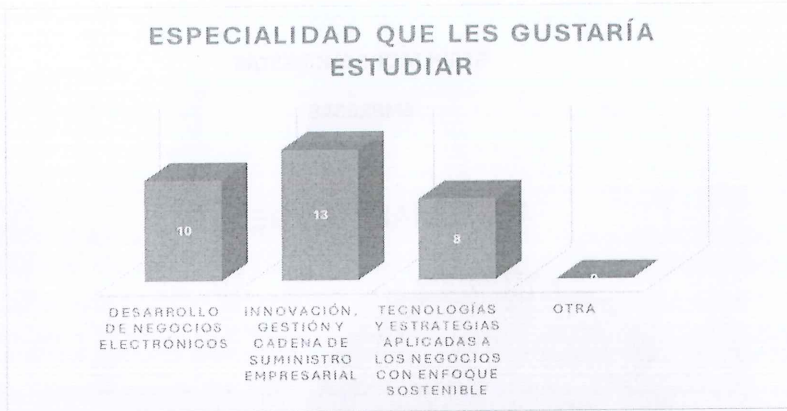 ESPECIALIDAD QUE LES GUSTARÍA
ESTUDIAR
10
13
8
0
DESARROLLO
DE NEGOCIOS
ELECTRONICOS
INNOVACIÓN,
GESTIÓN Y
CADENA DE
SUMINISTRO
EMPRESARIAL
TECNOLOGÍAS
Y ESTRATEGIAS
APLICADAS A
LOS NEGOCIOS
CON ENFOQUE
SOSTENIBLE
OTRA